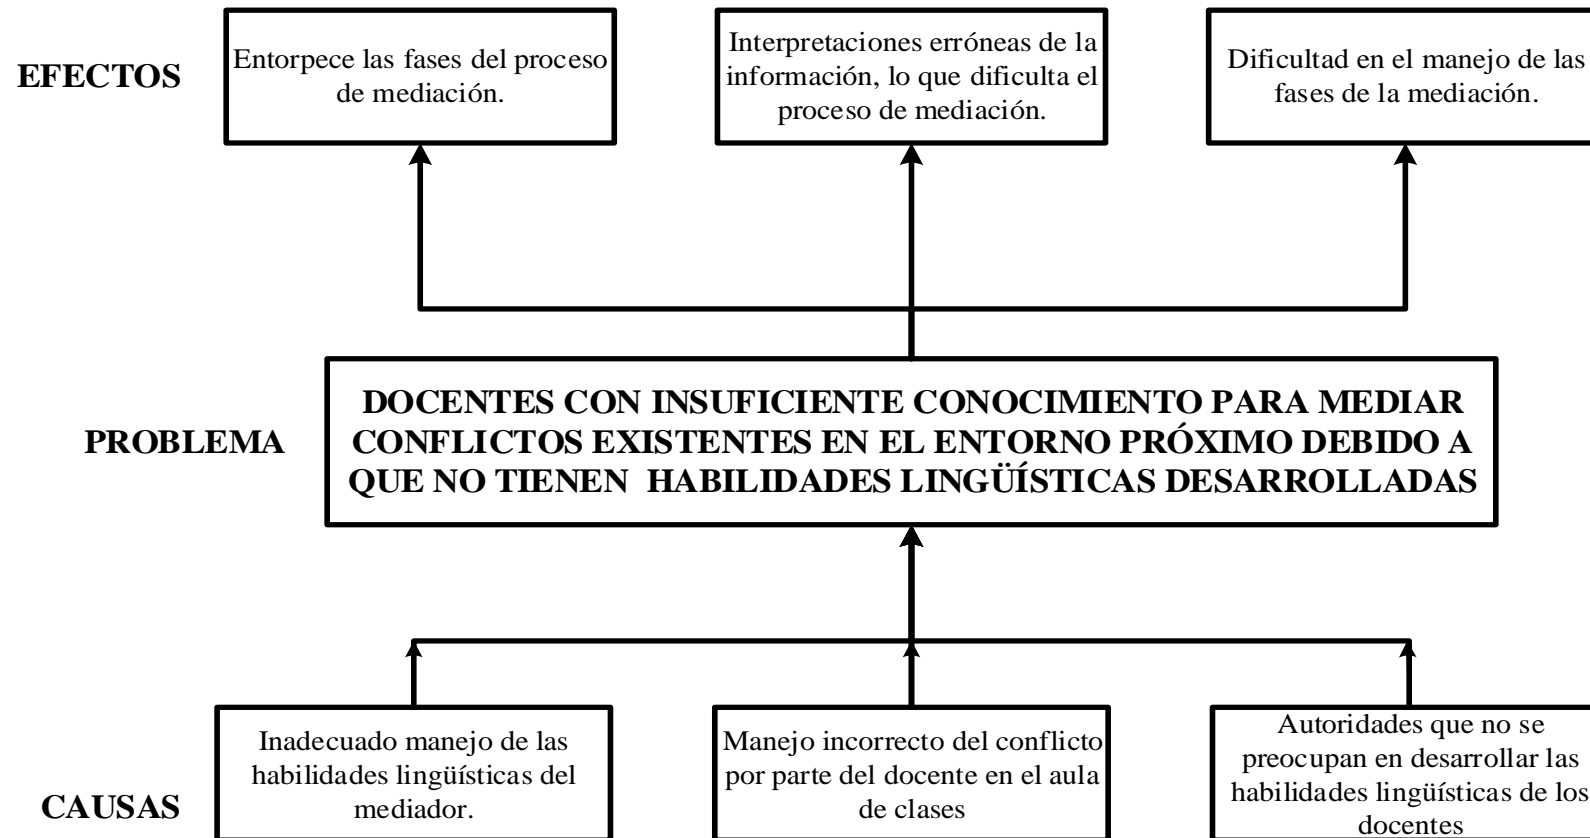 EFECTOS
Entorpece las fases del proceso
de mediación.
Interpretaciones erróneas de la
información, lo que dificulta el
proceso de mediación.
Dificultad en el manejo de las
fases de la mediación.
PROBLEMA
DOCENTES CON INSUFICIENTE CONOCIMIENTO PARA MEDIAR
CONFLICTOS EXISTENTES EN EL ENTORNO PRÓXIMO DEBIDO A
QUE NO TIENEN HABILIDADES LINGÜÍSTICAS DESARROLLADAS
CAUSAS
Inadecuado manejo de las
habilidades lingüísticas del
mediador.
Manejo incorrecto del conflicto
por parte del docente en el aula
de clases
Autoridades que no se
preocupan en desarrollar las
habilidades lingüísticas de los
docentes